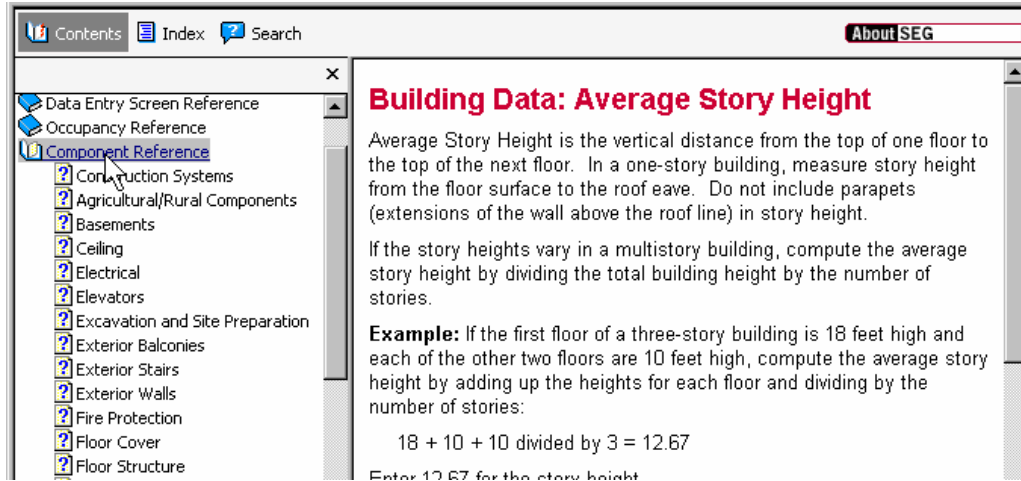 Contents Index Search About SEG
×
Data Entry Screen Reference
Occupancy Reference
Component Reference
Construction Systems
Agricultural/Rural Components
Basements
Ceiling
Electrical
Elevators
Excavation and Site Preparation
Exterior Balconies
Exterior Stairs
Exterior Walls
Fire Protection
Floor Cover
Floor Structure
Building Data: Average Story Height
Average Story Height is the vertical distance from the top of one floor to
the top of the next floor. In a one-story building, measure story height
from the floor surface to the roof eave. Do not include parapets
(extensions of the wall above the roof line) in story height.
If the story heights vary in a multistory building, compute the average
story height by dividing the total building height by the number of
stories.
Example: If the first floor of a three-story building is 18 feet high and
each of the other two floors are 10 feet high, compute the average story
height by adding up the heights for each floor and dividing by the
number of stories:
18 + 10 + 10 divided by 3 = 12.67
Enter 12.67 for the story height